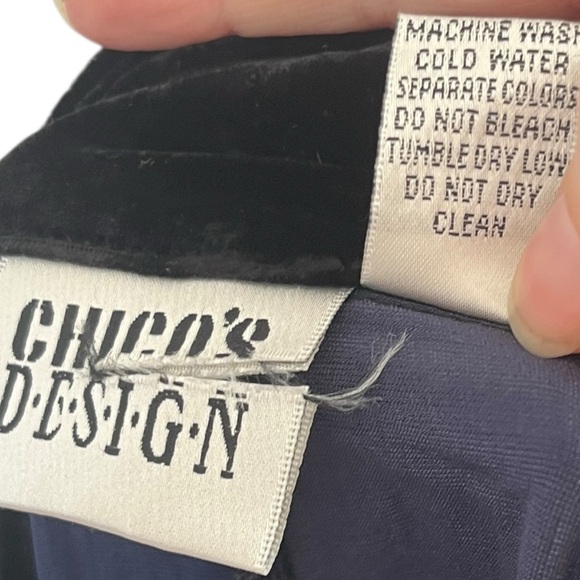 MACHINE WASH
COLD WATER
SEPARATE COLORS
DO NOT BLEACH
TUMBLE DRY LOW
DO NOT DRY
CLEAN
CHICO'S
D·E·S·I·G·N